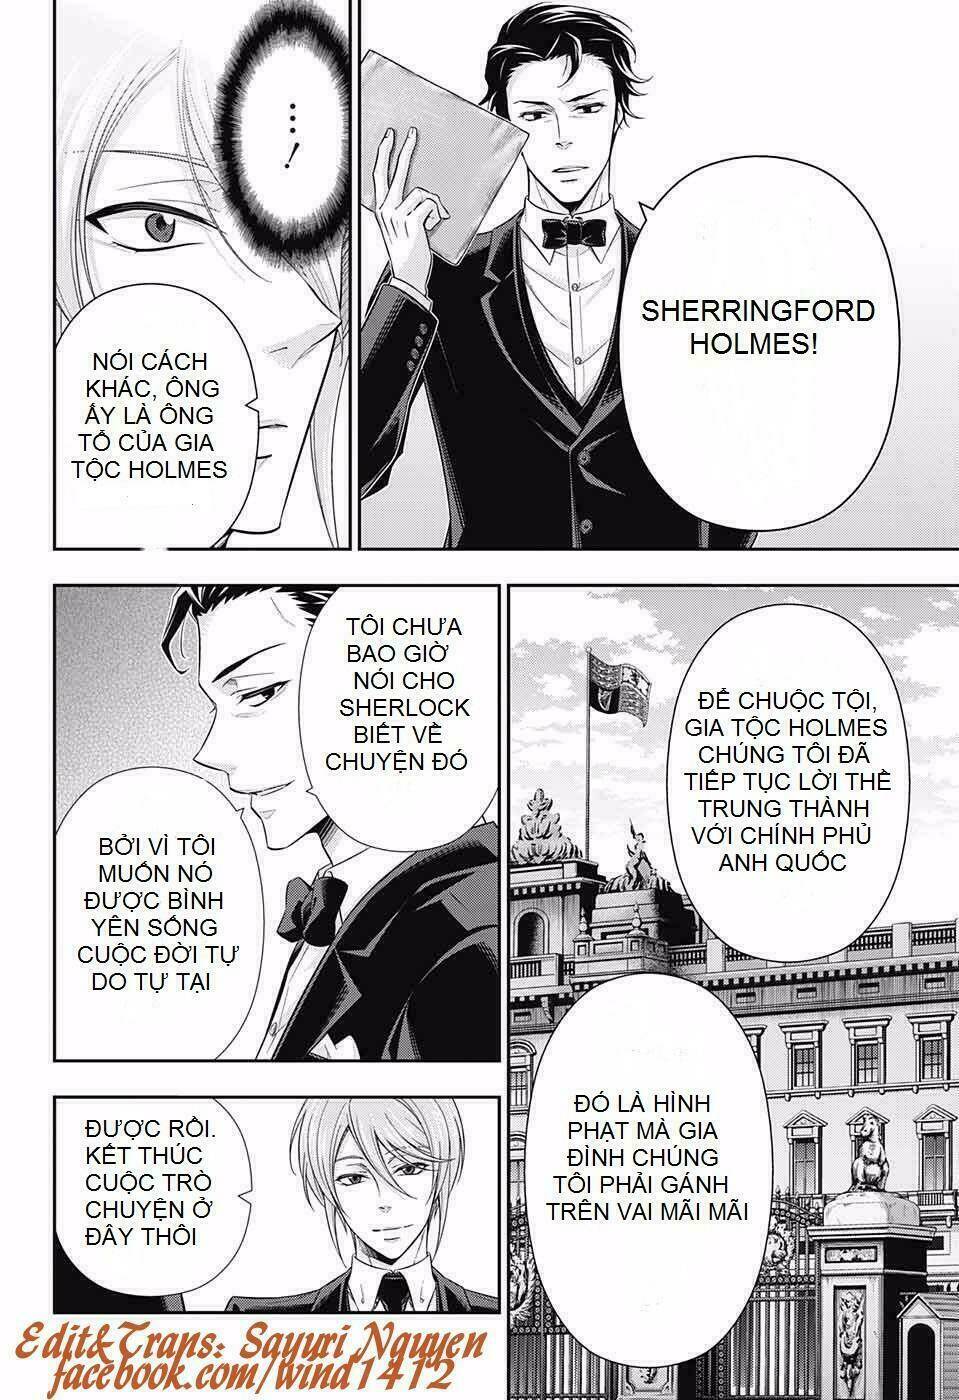 SHERRINGFORD
HOLMES!
...!
NÓI CÁCH
KHÁC, ÔNG
ẤY LÀ ÔNG
TỔ CỦA GIA
TỘC HOLMES
ĐỂ CHUỘC TỘI,
GIA TỘC HOLMES
CHÚNG TÔI ĐÃ
TIẾP TỤC LỜI THỀ
TRUNG THÀNH
VỚI CHÍNH PHỦ
ANH QUỐC
ĐÓ LÀ HÌNH
PHẠT MÀ GIA
ĐÌNH CHÚNG
TÔI PHẢI GÁNH
TRÊN VAI MÃI MÃI
TÔI CHƯA
BAO GIỜ
NÓI CHO
SHERLOCK
BIẾT VỀ
CHUYỆN ĐÓ
BỞI VÌ TÔI
MUỐN NÓ
ĐƯỢC BÌNH
YÊN SỐNG
CUỘC ĐỜI TỰ
DO TỰ TẠI
ĐƯỢC RỒI.
KẾT THÚC
CUỘC TRÒ
CHUYỆN Ở
ĐÂY THÔI
Edit&Trans: Sayuri Nguyen
facebook.com/wind1412